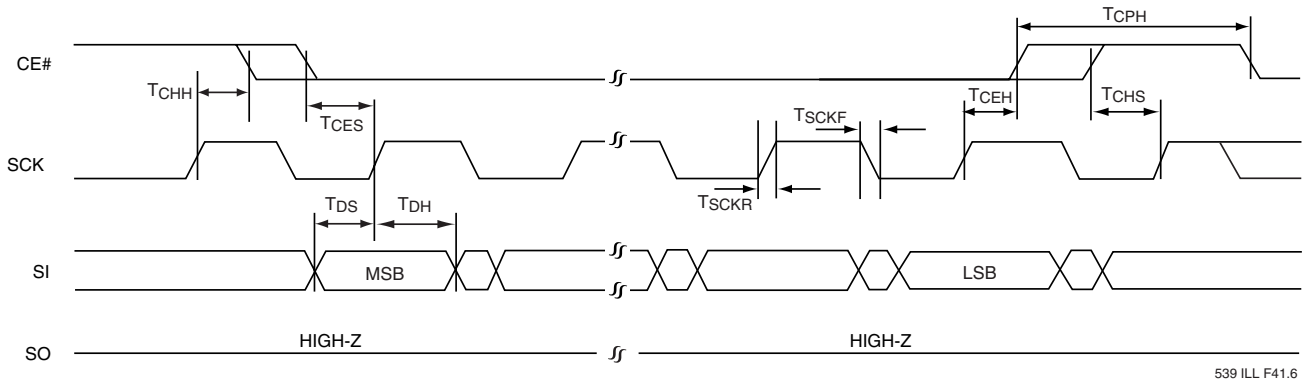 TCPH
CE#
TCHH
TCES
TSCKF
TCEH
TCHS
SCK
TSCKR
TDS
TDH
SI
MSB
LSB
HIGH-Z
HIGH-Z
SO
539 ILL F41.6